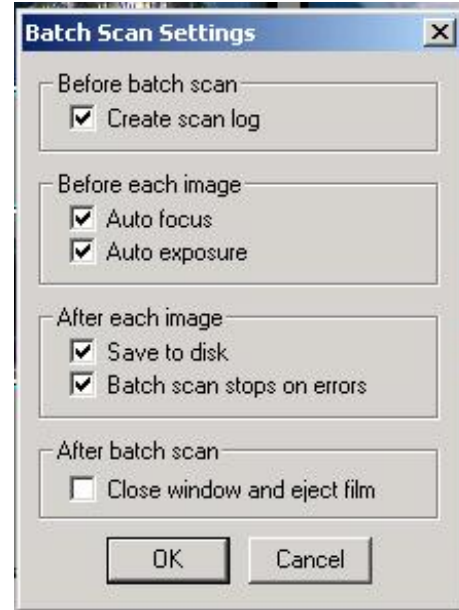 Batch Scan Settings
Before batch scan
Create scan log
Before each image
Auto focus
Auto exposure
After each image
Save to disk
Batch scan stops on errors
After batch scan
Close window and eject film
OK Cancel